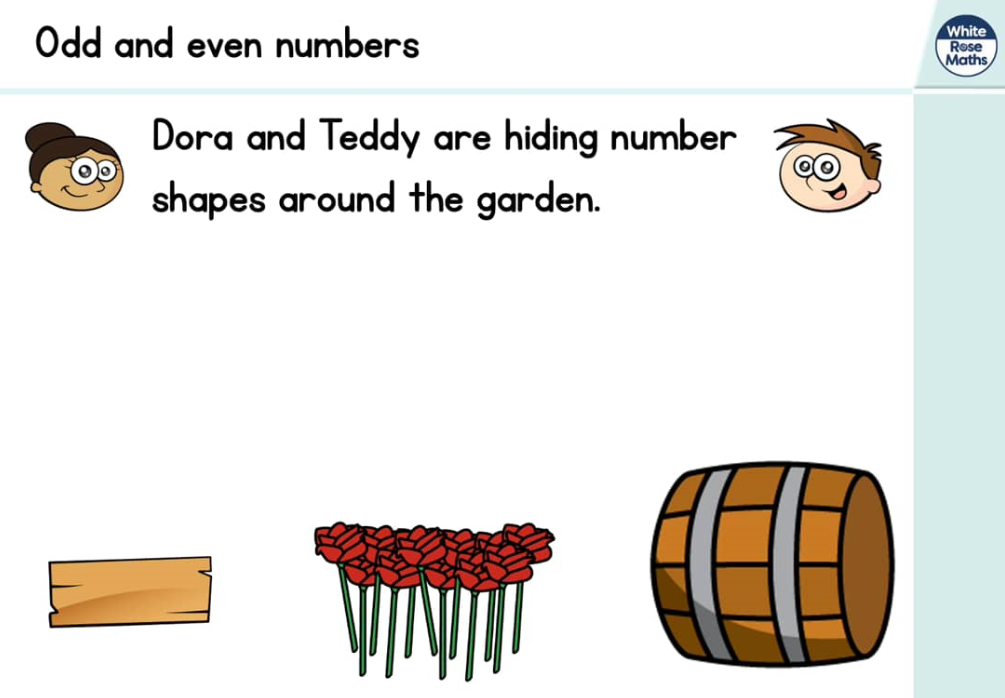 Odd and even numbers
White
Rose
Maths
Dora and Teddy are hiding number
shapes around the garden.